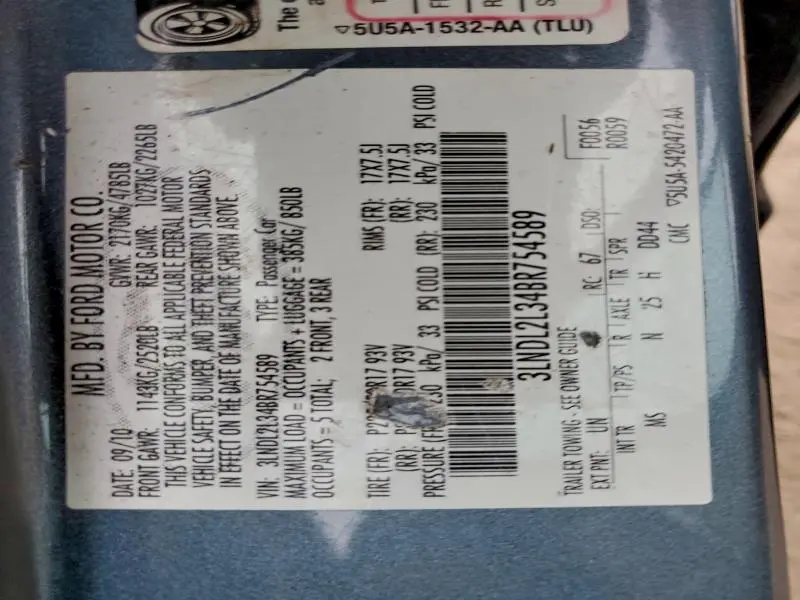 The
5U5A-1532-AA (TLU)
MFD. BY FORD MOTOR CO.
DATE: 09/10 GVWR: 2170KG/4785LB
FRONT GAWR: 1143KG/2520LB REAR GAWR: 1027KG/2265LB
THIS VEHICLE CONFORMS TO ALL APPLICABLE FEDERAL MOTOR
VEHICLE SAFETY, BUMPER, AND THEFT PREVENTION STANDARDS
IN EFFECT ON THE DATE OF MANUFACTURE SHOWN ABOVE
VIN: 3LNDL2L34BR754589 TYPE: Passenger Car
MAXIMUM LOAD = OCCUPANTS + LUGGAGE = 385KG/ 850LB
OCCUPANTS = 5 TOTAL; 2 FRONT, 3 REAR
TIRE (FR): R17 93V RIMS (FR): 17X7.5J
(RR): R17 93V (RR): 17X7.5J
PRESSURE (FR): 230 kPa/ 33 PSI COLD (RR): 230 kPa/ 33 PSI COLD
3LNDL2L34BR754589
TRAILER TOWING - SEE OWNER GUIDE F0056
EXT PNT: UN RC: 67 DSO: R0059
INT TR TP/PS R AXLE TR SPR
MS N 25 H DD44
CMC 5U5A-5420472-AA